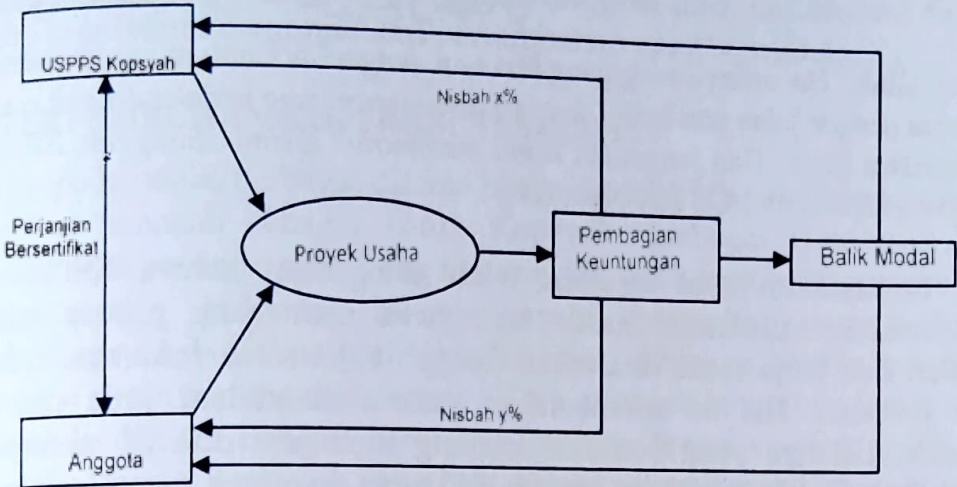 USPPS Kopsyah
Nisbah x%
Perjanjian
Bersertifikat
Proyek Usaha
Pembagian
Keuntungan
Balik Modal
Nisbah y%
Anggota